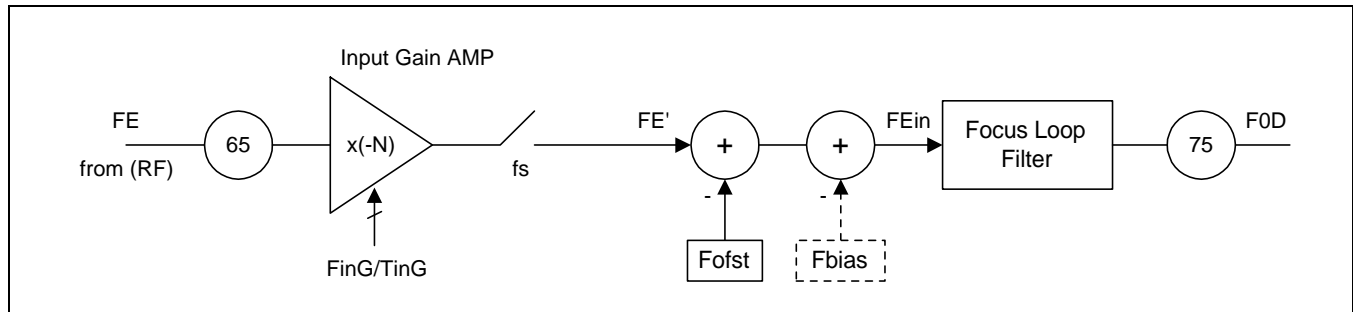 Input Gain AMP
FE
from (RF)
65
x(-N)
FinG/TinG
fs
FE'
+
-
Fofst
+
-
Fbias
FEin
Focus Loop
Filter
75
F0D